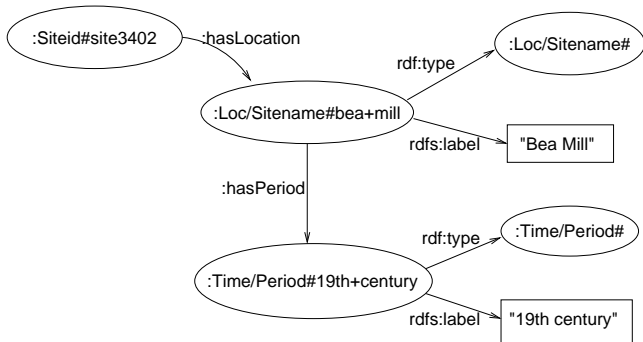 :Siteid#site3402
:hasLocation
:Loc/Sitename#
rdf:type
:Loc/Sitename#bea+mill
rdfs:label
"Bea Mill"
:hasPeriod
rdf:type
:Time/Period#
:Time/Period#19th+century
rdfs:label
"19th century"